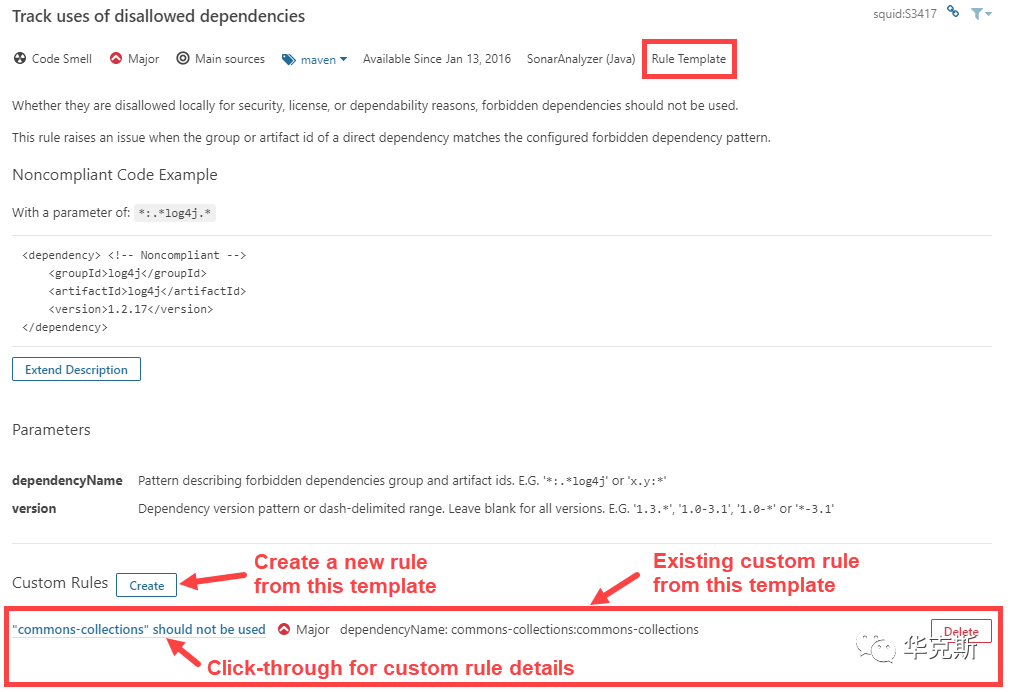 Track uses of disallowed dependencies
squid:S3417
Code Smell Major Main sources maven Available Since Jan 13, 2016 SonarAnalyzer (Java) Rule Template
Whether they are disallowed locally for security, license, or dependability reasons, forbidden dependencies should not be used.
This rule raises an issue when the group or artifact id of a direct dependency matches the configured forbidden dependency pattern.
Noncompliant Code Example
With a parameter of: *:.*log4j.*
<dependency> <!-- Noncompliant -->
<groupId>log4j</groupId>
<artifactId>log4j</artifactId>
<version>1.2.17</version>
</dependency>
Extend Description
Parameters
dependencyName Pattern describing forbidden dependencies group and artifact ids. E.G. '*:.*log4j' or 'x.y:*'
version Dependency version pattern or dash-delimited range. Leave blank for all versions. E.G. '1.3.*', '1.0-3.1', '1.0-*' or '*-3.1'
Custom Rules Create
Create a new rule
from this template
Existing custom rule
from this template
"commons-collections" should not be used Major dependencyName: commons-collections:commons-collections Delete
华克斯
Click-through for custom rule details